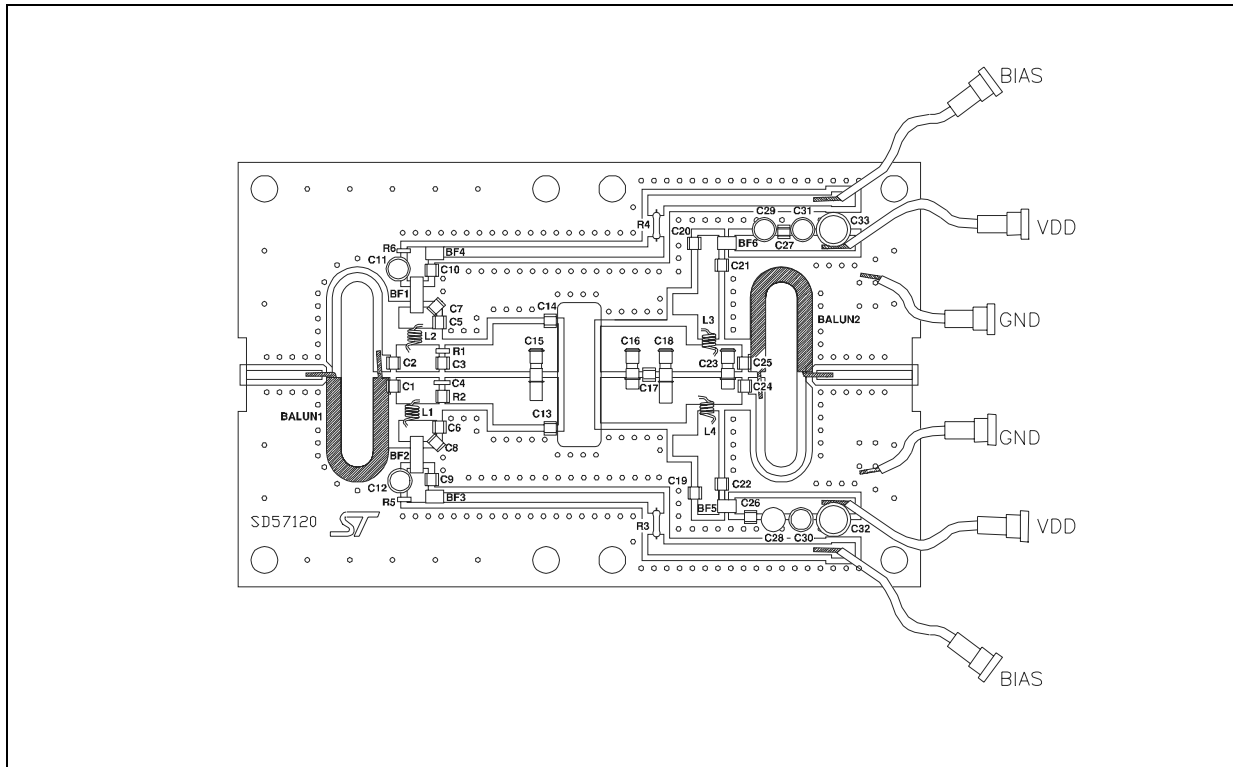 BIAS
C29 C31
C33
VDD
R4
C20
BF6
C27
R6
BF4
C11
C10
C21
BF1
C7
C5
C14
L3
BALUN2
GND
L2
C15
C16 C18
C23
R1
C2
C3
C25
C17
C1
C4
C24
R2
BALUN1
L1
C6
C13
L4
GND
C8
BF2
C12
C9
C22
C19
C26
BF3
BF5
R5
SD57120 ST
R3
C28 - C30
C32
VDD
BIAS